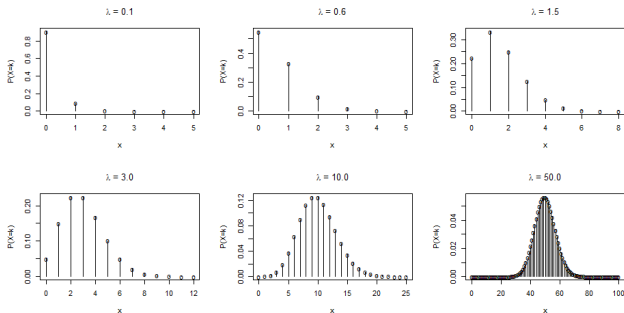 λ = 0.1
P(X=k)
0.0 0.2 0.4 0.6 0.8
0 1 2 3 4 5
x
λ = 0.6
P(X=k)
0.0 0.2 0.4
0 1 2 3 4 5
x
λ = 1.5
P(X=k)
0.00 0.10 0.20 0.30
0 2 4 6 8
x
λ = 3.0
P(X=k)
0.00 0.10 0.20
0 2 4 6 8 10 12
x
λ = 10.0
P(X=k)
0.00 0.04 0.08 0.12
0 5 10 15 20 25
x
λ = 50.0
P(X=k)
0.00 0.02 0.04
0 20 40 60 80 100
x